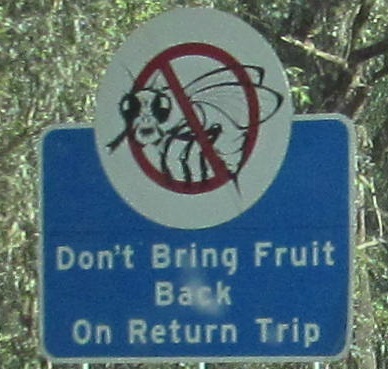 Don't Bring Fruit
Back
On Return Trip